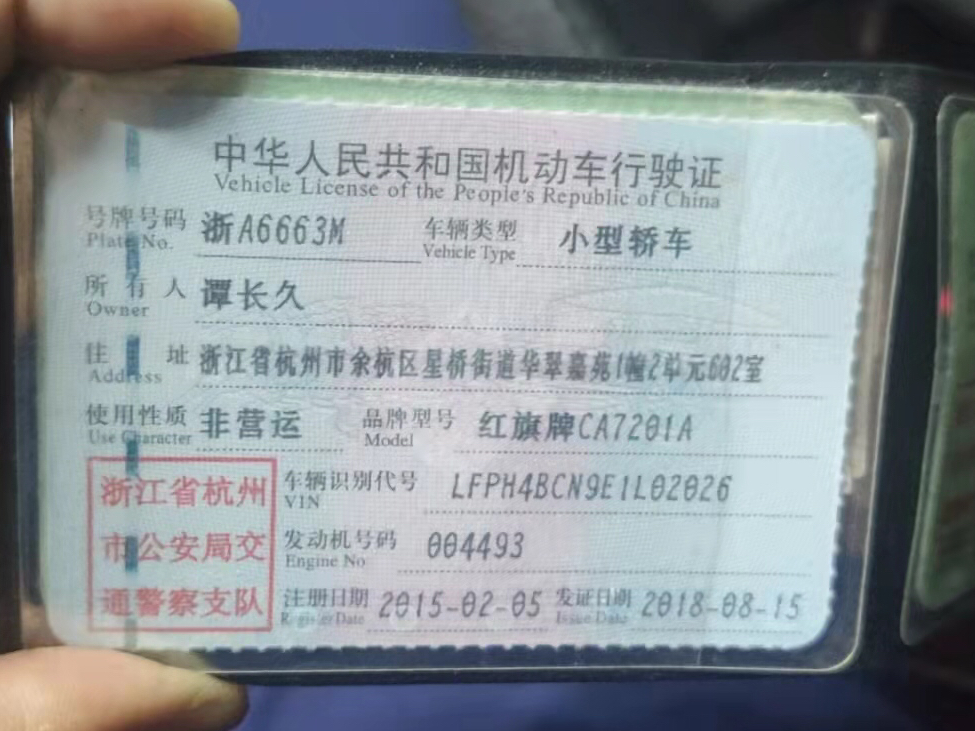 中华人民共和国机动车行驶证
Vehicle License of the People's Republic of China
号牌号码 浙A6663M 车辆类型 小型轿车
Plate No. Vehicle Type
所有人 谭长久
Owner
住址 浙江省杭州市余杭区星桥街道华翠嘉苑1幢2单元602室
Address
使用性质 非营运 品牌型号 红旗牌CA7201A
Use Character Model
浙江省杭州 车辆识别代号 LFPH4BCN9E1L02026
VIN
市公安局交 发动机号码 004493
Engine No
通警察支队 注册日期 2015-02-05 发证日期 2018-08-15
Register Date Issue Date